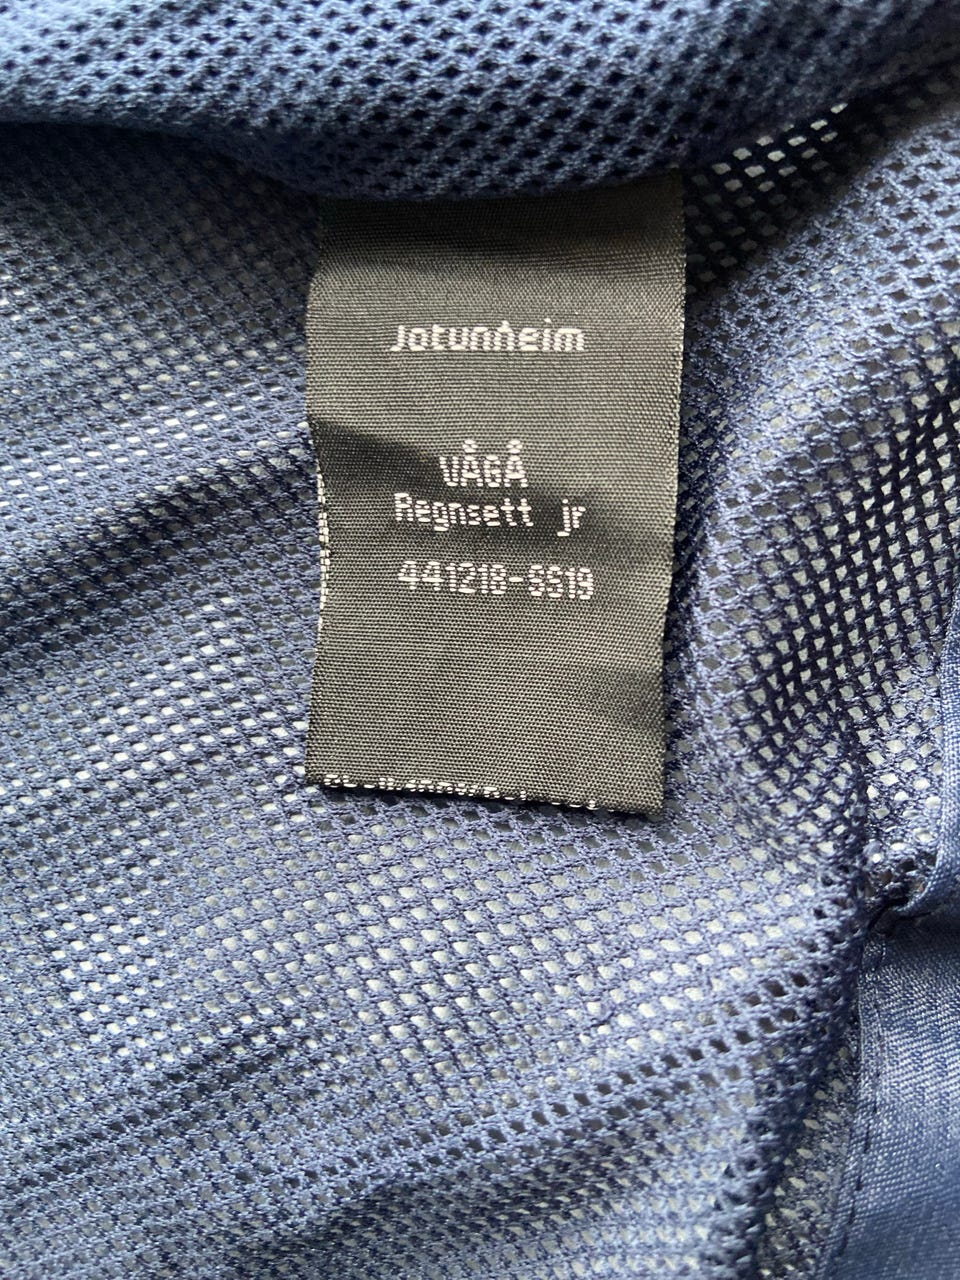 Jotunheim
VÅGÅ
Regnsett jr
441218-SS19